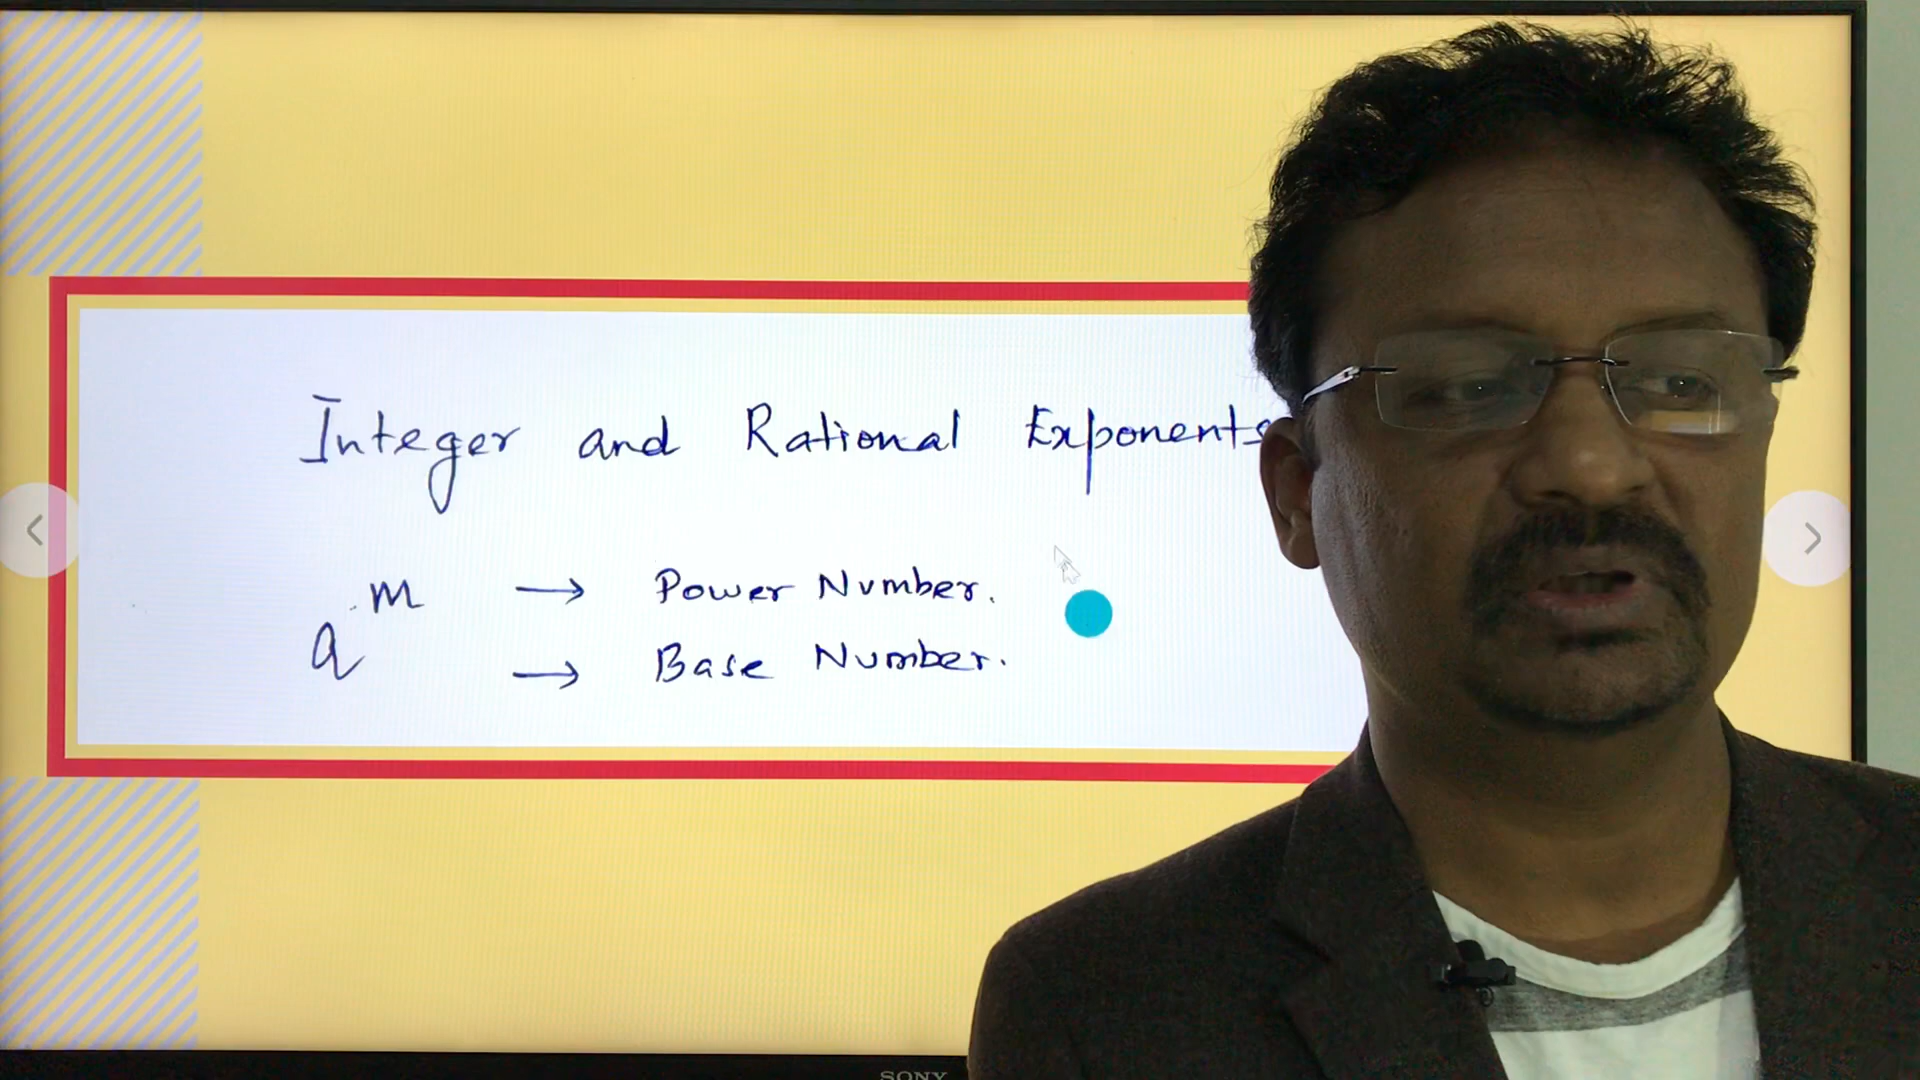 Integer and Rational Exponents
m → Power Number.
a → Base Number.
SONY